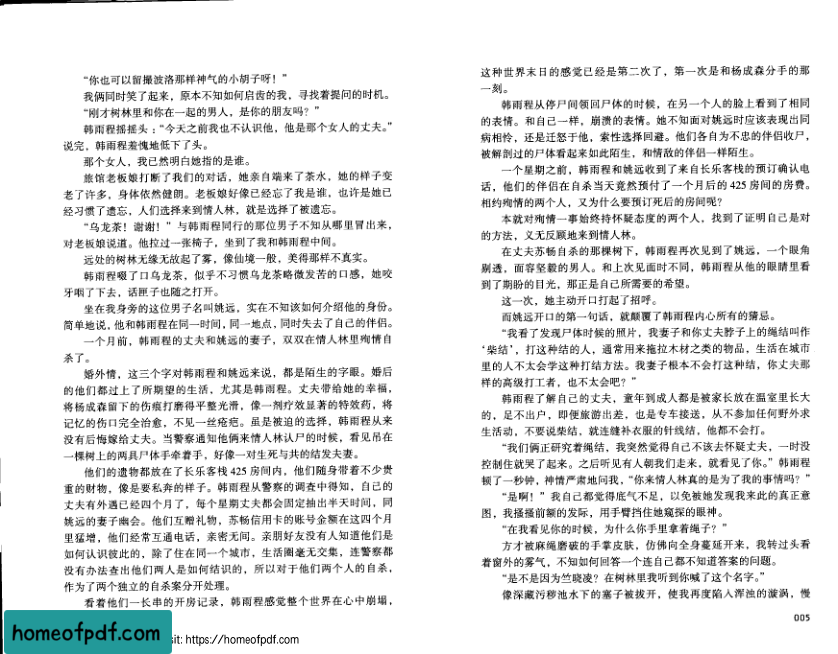 “你也可以留撮波洛那样神气的小胡子呀！”
我俩同时笑了起来，原本不知如何启齿的我，寻找着提问的时机。
“刚才树林里和你在一起的男人，是你的朋友吗？”
韩雨程摇摇头：“今天之前我也不认识他，他是那个女人的丈夫。”
说完，韩雨程羞愧地低下了头。
那个女人，我已然明白她指的是谁。
旅馆老板娘打断了我们的对话，她亲自端来了茶水，她的样子变
老了许多，身体依然健朗。老板娘好像已经忘了我是谁，也许是她已
经习惯了遗忘，人们选择来到情人林，就是选择了被遗忘。
“乌龙茶！谢谢！”与韩雨程同行的那位男子不知从哪里冒出来，
对老板娘说道。他拉过一张椅子，坐到了我和韩雨程中间。
远处的树林无缘无故起了雾，像仙境一般，美得那样不真实。
韩雨程啜了口乌龙茶，似乎不习惯乌龙茶略微发苦的口感，她咬
牙咽了下去，话匣子也随之打开。
坐在我身旁的这位男子名叫姚远，实在不知该如何介绍他的身份。
简单地说，他和韩雨程在同一时间，同一地点，同时失去了自己的伴侣。
一个月前，韩雨程的丈夫和姚远的妻子，双双在情人林里殉情自
杀了。
婚外情，这三个字对韩雨程和姚远来说，都是陌生的字眼。婚后
的他们都过上了所期望的生活，尤其是韩雨程。丈夫带给她的幸福，
将杨成森留下的伤痕打磨得平整光滑，像一剂疗效显著的特效药，将
记忆的伤口完全治愈，不见一丝疮疤。虽是被迫的选择，韩雨程从来
没有后悔嫁给丈夫。当警察通知他俩来情人林认尸的时候，看见吊在
一棵树上的两具尸体手牵着手，好像一对生死与共的结发夫妻。
他们的遗物都放在了长乐客栈 425 房间内，他们随身带着不少贵
重的财物，像是要私奔的样子。韩雨程从警察的调查中得知，自己的
丈夫有外遇已经四个月了，每个星期丈夫都会固定抽出半天时间，同
姚远的妻子幽会。他们互赠礼物，苏畅信用卡的账号金额在这四个月
里猛增，他们经常互通电话，亲密无间。亲朋好友没有人知道他们是
如何认识彼此的，除了住在同一个城市，生活圈毫无交集，连警察都
没有办法查出他们两人是如何结识的，所以对于他们两个人的自杀，
作为了两个独立的自杀案分开处理。
看着他们一长串的开房记录，韩雨程感觉整个世界在心中崩塌，
这种世界末日的感觉已经是第二次了，第一次是和杨成森分手的那
一刻。
韩雨程从停尸间领回尸体的时候，在另一个人的脸上看到了相同
的表情。和自己一样，崩溃的表情。她不知面对姚远时应该表现出同
病相怜，还是迁怒于他，索性选择回避。他们各自为不忠的伴侣收尸，
被解剖过的尸体看起来如此陌生，和情敌的伴侣一样陌生。
一个星期之前，韩雨程和姚远收到了来自长乐客栈的预订确认电
话，他们的伴侣在自杀当天竟然预付了一个月后的 425 房间的房费。
相约殉情的两个人，又为什么要预订死后的房间呢？
本就对殉情一事始终持怀疑态度的两个人，找到了证明自己是对
的方法，义无反顾地来到情人林。
在丈夫苏畅自杀的那棵树下，韩雨程再次见到了姚远，一个眼角
剔透，面容坚毅的男人。和上次见面时不同，韩雨程从他的眼睛里看
到了期盼的目光，那正是自己所需要的希望。
这一次，她主动开口打起了招呼。
而姚远开口的第一句话，就颠覆了韩雨程内心所有的猜忌。
“我看了发现尸体时候的照片，我妻子和你丈夫脖子上的绳结叫作
‘柴结’，打这种结的人，通常用来拖拉木材之类的物品，生活在城市
里的人不太会学这种打结方法。我妻子根本不会打这种结，你丈夫那
样的高级打工者，也不太会吧？”
韩雨程了解自己的丈夫，童年到成人都是被家长放在温室里长大
的，足不出户，即便旅游出差，也是专车接送，从不参加任何野外求
生活动，不要说柴结，就连缝补衣服的针线结，他都不会打。
“我们俩正研究着绳结，我突然觉得自己不该去怀疑丈夫，一时没
控制住就哭了起来。之后听见有人朝我们走来，就看见了你。”韩雨程
顿了一秒钟，神情严肃地问我，“你来情人林真的是为了我的事情吗？”
“是啊！”我自己都觉得底气不足，以免被她发现我来此的真正意
图，我搔搔前额的发际，用手臂挡住她窥探的眼神。
“在我看见你的时候，为什么你手里拿着绳子？”
方才被麻绳磨破的手掌皮肤，仿佛向全身蔓延开来，我转过头看
着窗外的雾气，不知如何回答一个连自己都不知道答案的问题。
“是不是因为竺晓凌？在树林里我听到你喊了这个名字。”
像深藏污秽池水下的塞子被拔开，使我再度陷入浑浊的漩涡，慢
005
homeofpdf.com
sit: https://homeofpdf.com